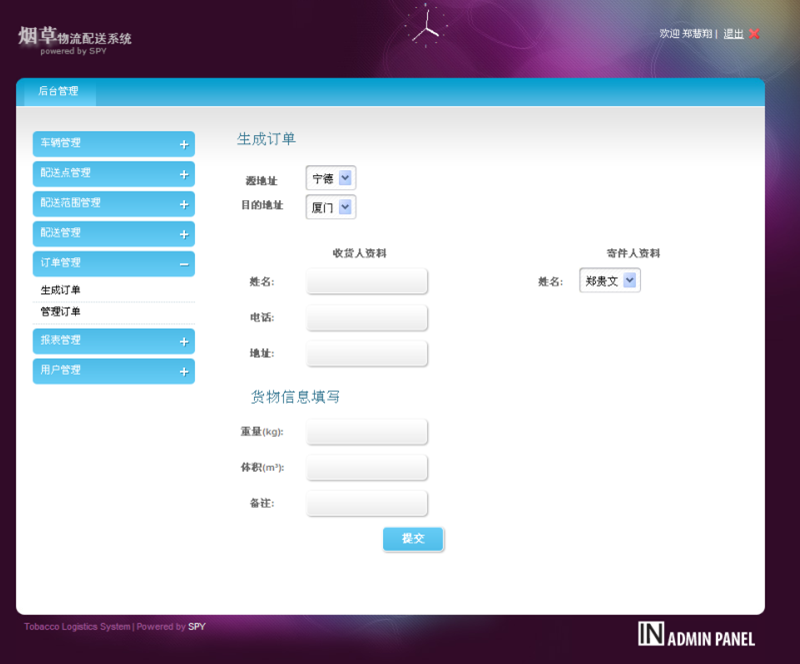 烟草物流配送系统
powered by SPY
欢迎 郑慧翔 | 退出
后台管理
车辆管理
配送点管理
配送范围管理
配送管理
订单管理
生成订单
管理订单
报表管理
用户管理
生成订单
源地址 宁德
目的地址 厦门
收货人资料 寄件人资料
姓名: 姓名: 郑贵文
电话:
地址:
货物信息填写
重量(kg):
体积(m³):
备注:
提交
Tobacco Logistics System | Powered by SPY
IN ADMIN PANEL